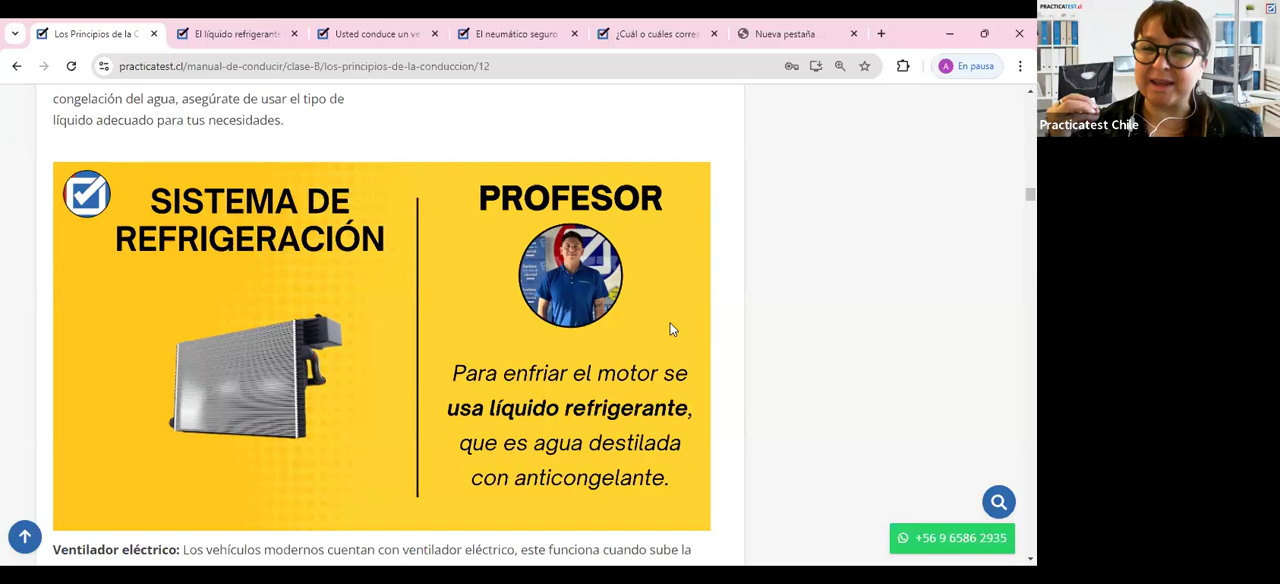 Los Principios de la C
El líquido refrigerante
Usted conduce un ve
El neumático seguro
¿Cuál o cuáles corres
Nueva pestaña
practicatest.cl/manual-de-conducir/clase-B/los-principios-de-la-conduccion/12
A
En pausa
PRACTICATEST.cl
Practicatest Chile
congelación del agua, asegúrate de usar el tipo de
líquido adecuado para tus necesidades.
SISTEMA DE
REFRIGERACIÓN
PROFESOR
Para enfriar el motor se
usa líquido refrigerante,
que es agua destilada
con anticongelante.
+56 9 6586 2935
Ventilador eléctrico: Los vehículos modernos cuentan con ventilador eléctrico, este funciona cuando sube la